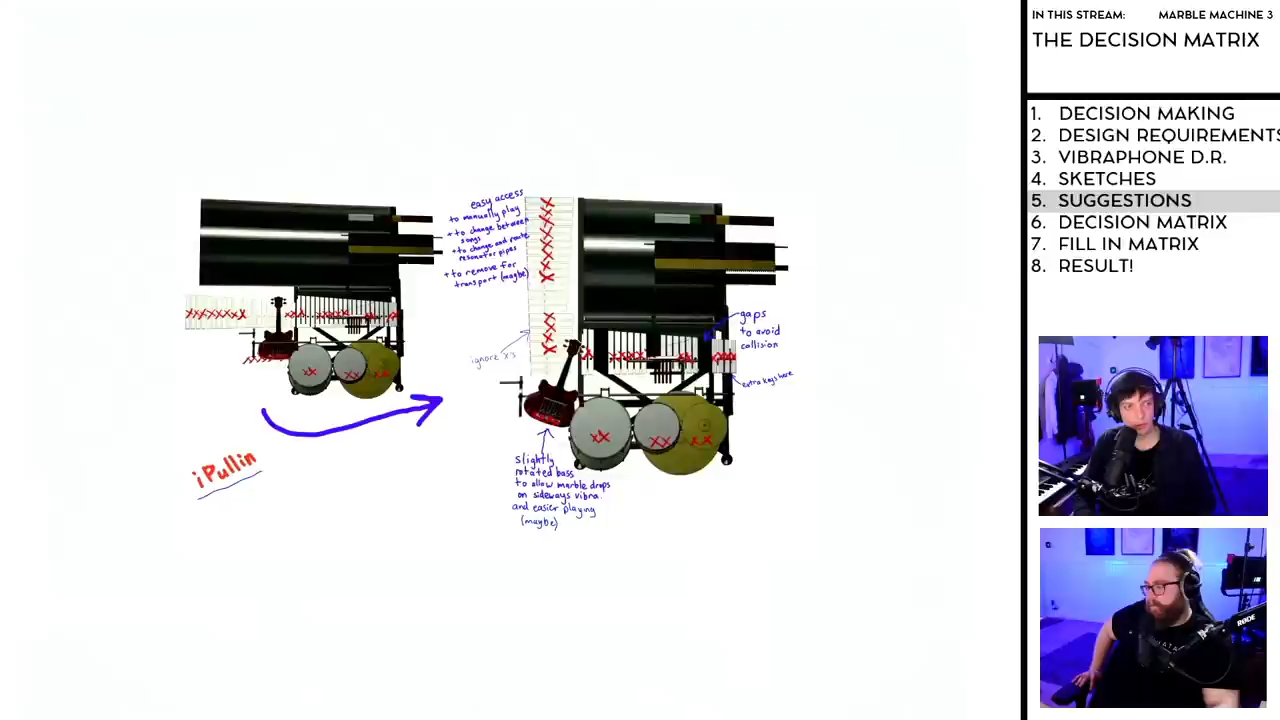 IN THIS STREAM: MARBLE MACHINE 3
THE DECISION MATRIX
1. DECISION MAKING
2. DESIGN REQUIREMENTS
3. VIBRAPHONE D.R.
4. SKETCHES
5. SUGGESTIONS
6. DECISION MATRIX
7. FILL IN MATRIX
8. RESULT!
easy access
to manually play
+ to change between
songs
+ to change and route
resonator pipes
+ to remove for
transport (maybe)
ignore x's
gaps
to avoid
collision
extra keys here
slightly
rotated bass
to allow marble drops
on sideways vibra.
and easier playing
(maybe)
iPullin
RØDE